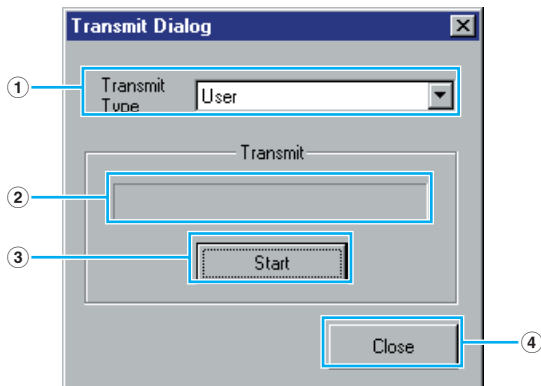 Transmit Dialog
① Transmit
Type
User
Transmit
②
③ Start
Close ④